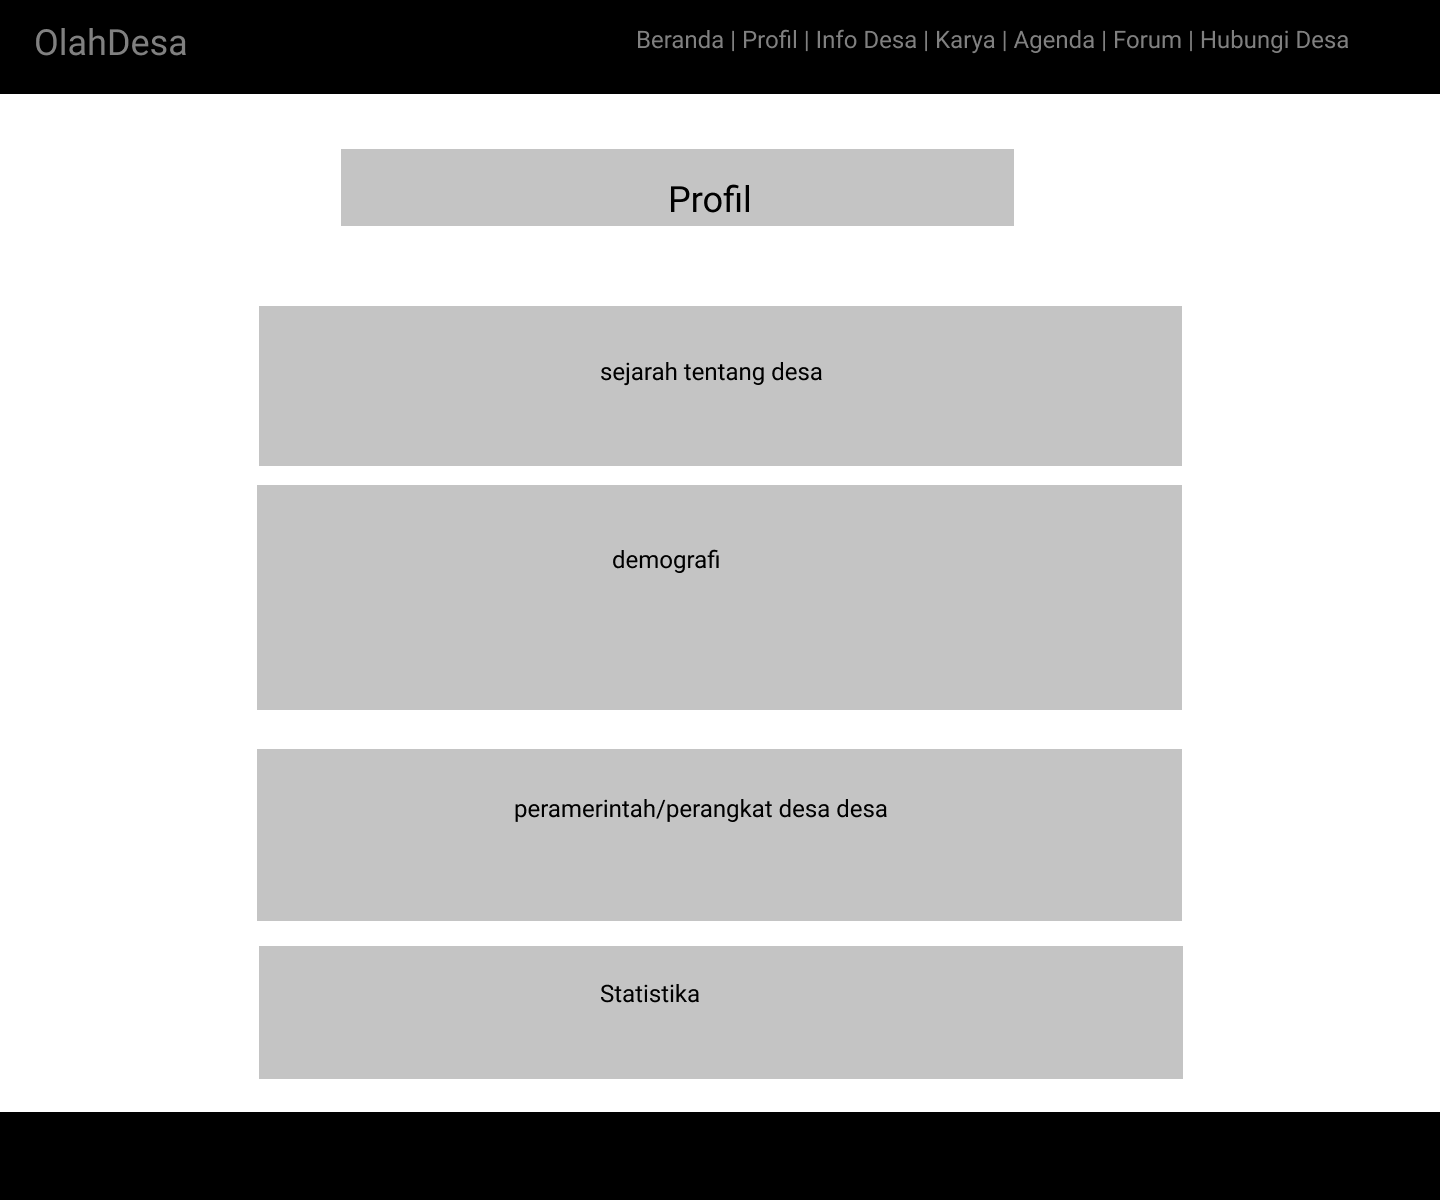 OlahDesa
Beranda | Profil | Info Desa | Karya | Agenda | Forum | Hubungi Desa
Profil
sejarah tentang desa
demografi
peramerintah/perangkat desa desa
Statistika